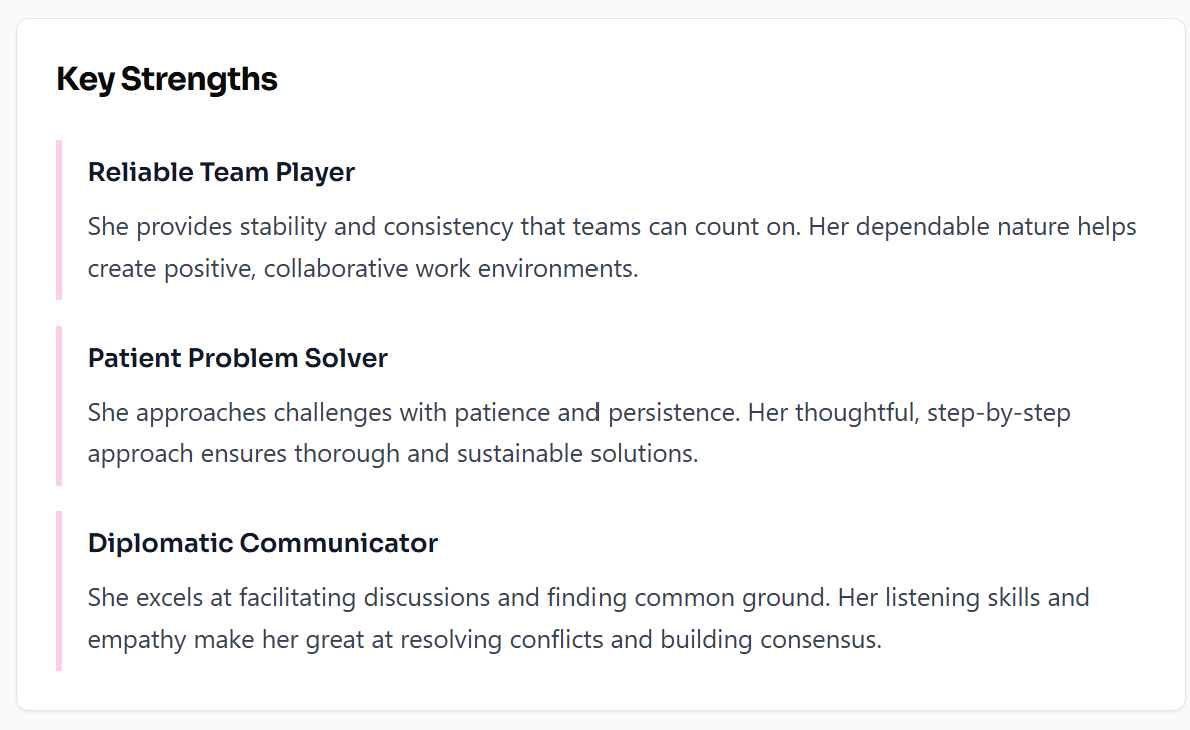 Key Strengths
Reliable Team Player
She provides stability and consistency that teams can count on. Her dependable nature helps
create positive, collaborative work environments.
Patient Problem Solver
She approaches challenges with patience and persistence. Her thoughtful, step-by-step
approach ensures thorough and sustainable solutions.
Diplomatic Communicator
She excels at facilitating discussions and finding common ground. Her listening skills and
empathy make her great at resolving conflicts and building consensus.